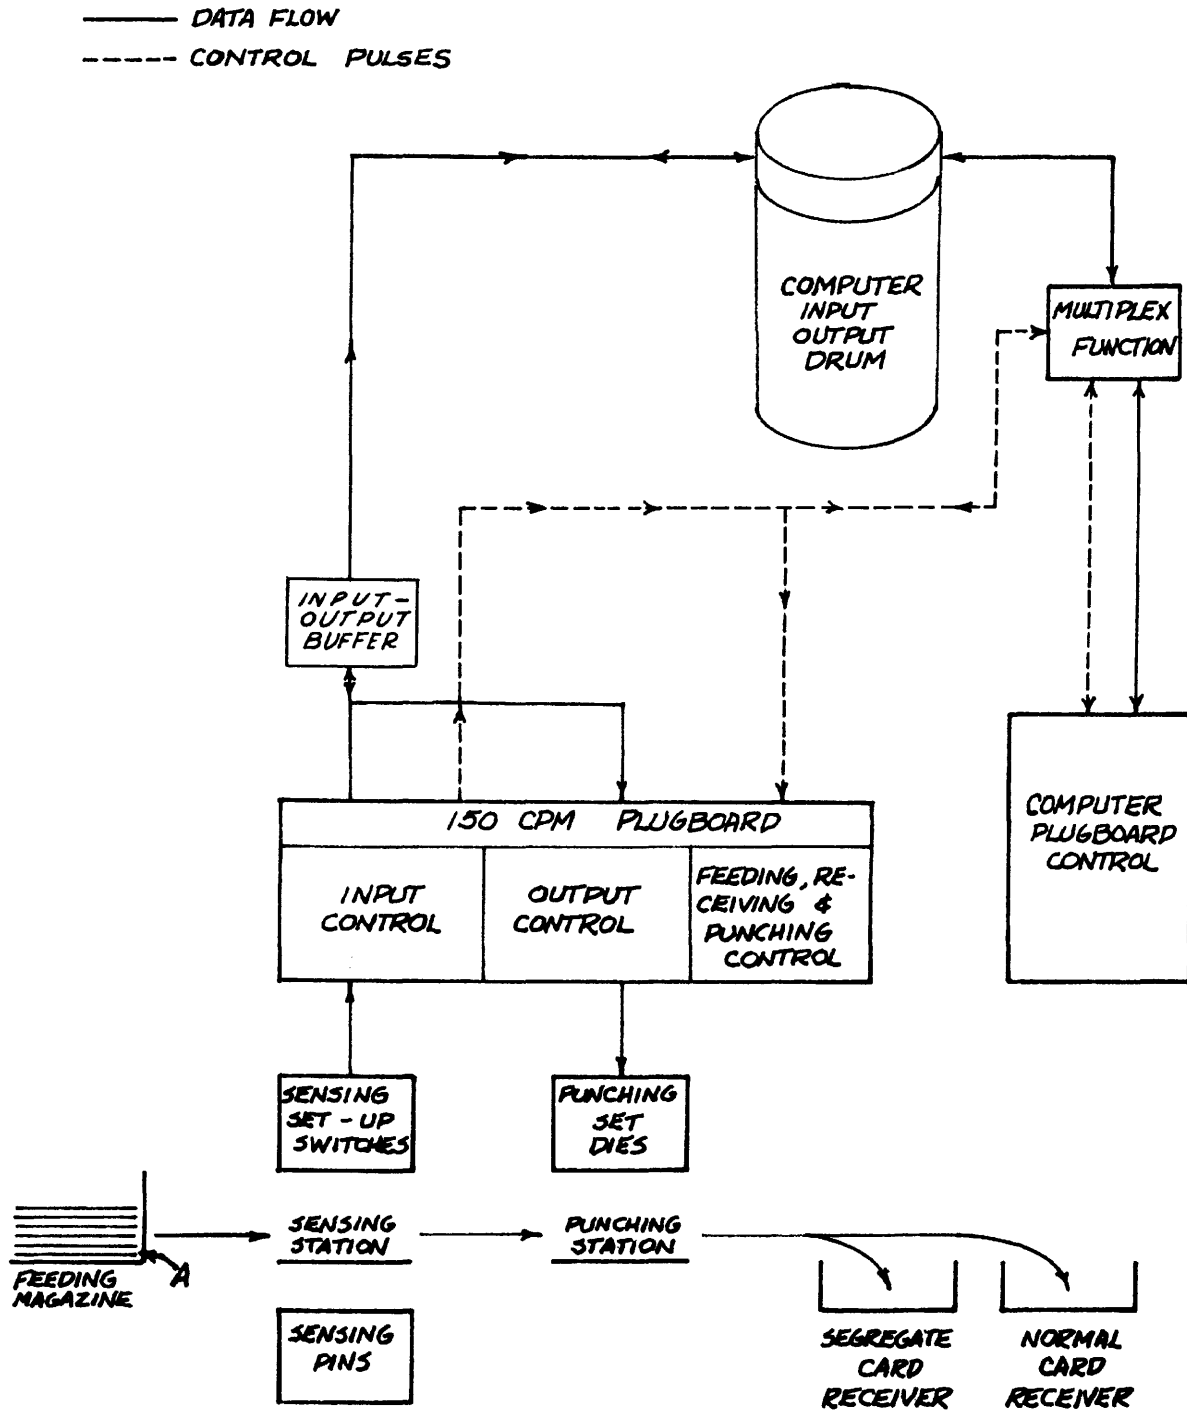 DATA FLOW
CONTROL PULSES
COMPUTER
INPUT
OUTPUT
DRUM
MULTIPLEX
FUNCTION
INPUT-
OUTPUT
BUFFER
150 CPM PLUGBOARD
INPUT
CONTROL
OUTPUT
CONTROL
FEEDING, RE-
CEIVING &
PUNCHING
CONTROL
COMPUTER
PLUGBOARD
CONTROL
SENSING
SET-UP
SWITCHES
PUNCHING
SET
DIES
SENSING
STATION
PUNCHING
STATION
A
FEEDING
MAGAZINE
SENSING
PINS
SEGREGATE
CARD
RECEIVER
NORMAL
CARD
RECEIVER